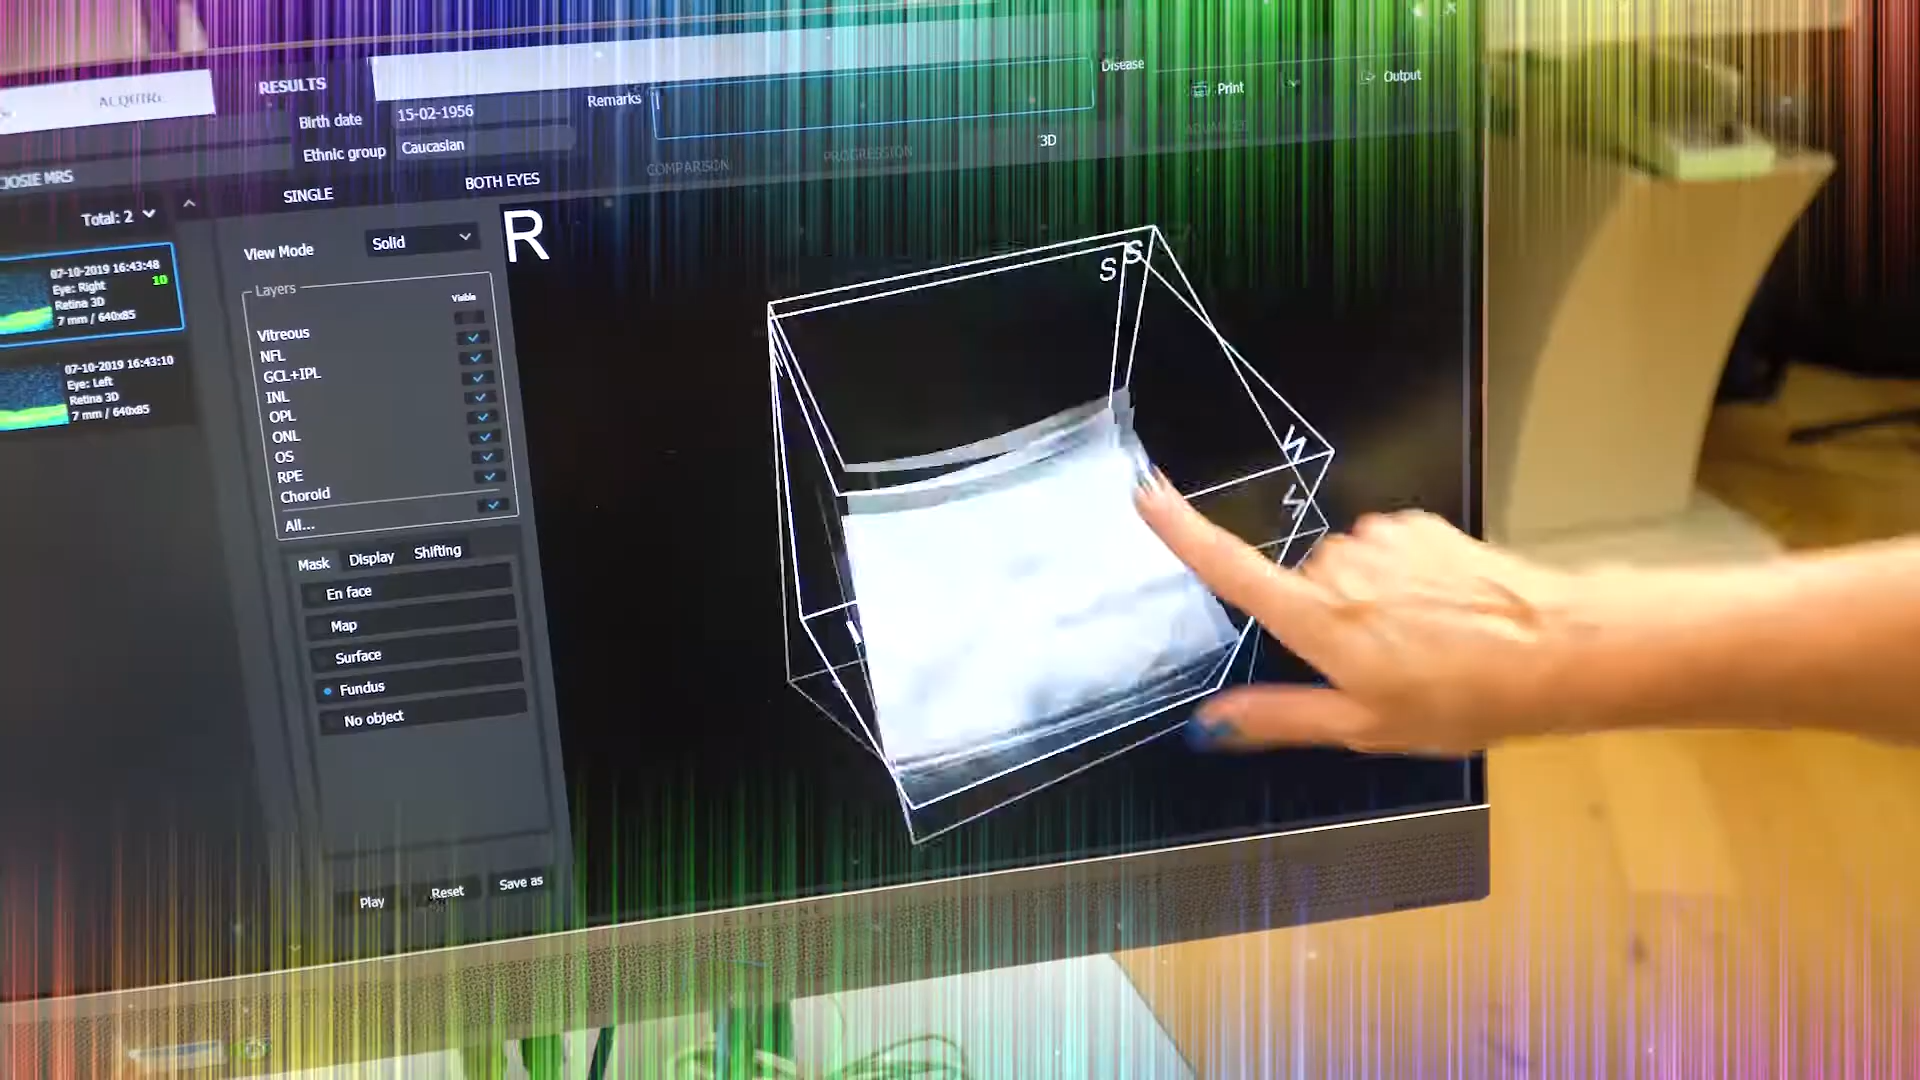 ACQUIRE
RESULTS
Birth date
15-02-1956
Remarks
Disease
Print
Output
Ethnic group
Caucasian
JOSIE MRS
SINGLE
BOTH EYES
COMPARISON
PROGRESSION
3D
ADVANCED
Total: 2
07-10-2019 16:43:48
Eye: Right
10
Retina 3D
7 mm / 640x85
07-10-2019 16:43:10
Eye: Left
Retina 3D
7 mm / 640x85
View Mode
Solid
R
Layers
Visible
Vitreous
NFL
GCL+IPL
INL
OPL
ONL
OS
RPE
Choroid
All...
Mask
Display
Shifting
En face
Map
Surface
Fundus
No object
Play
Reset
Save as
S
S
N
N
ELITEONE